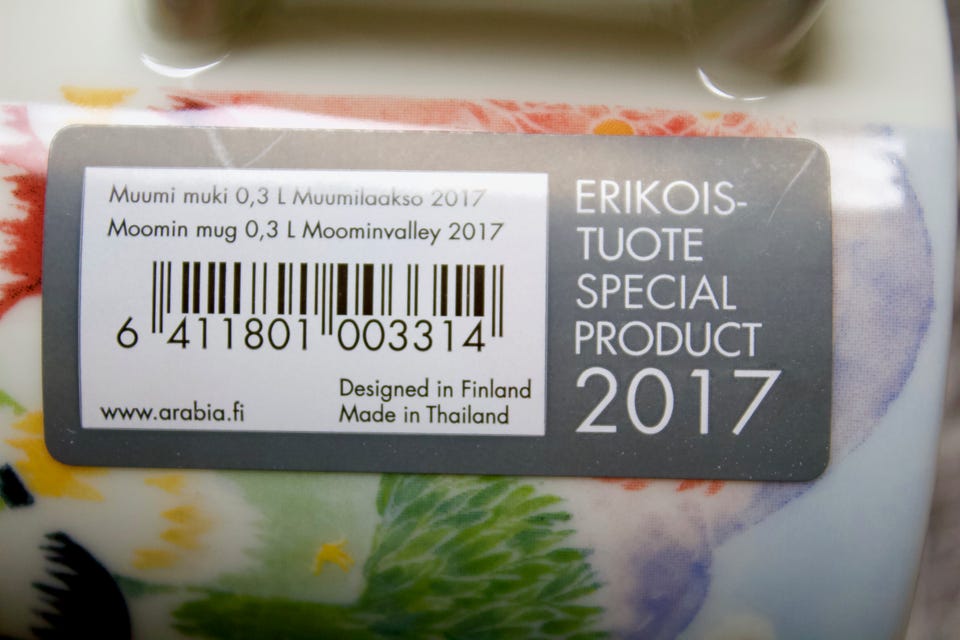 Muumi muki 0,3 L Muumilaakso 2017
Moomin mug 0,3 L Moominvalley 2017
6 411801 003314
Designed in Finland
www.arabia.fi Made in Thailand
ERIKOIS-
TUOTE
SPECIAL
PRODUCT
2017